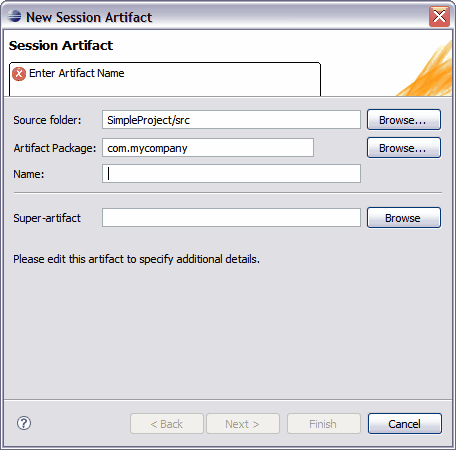 New Session Artifact
Session Artifact
Enter Artifact Name
Source folder: SimpleProject/src Browse...
Artifact Package: com.mycompany Browse...
Name:
Super-artifact Browse
Please edit this artifact to specify additional details.
? < Back Next > Finish Cancel